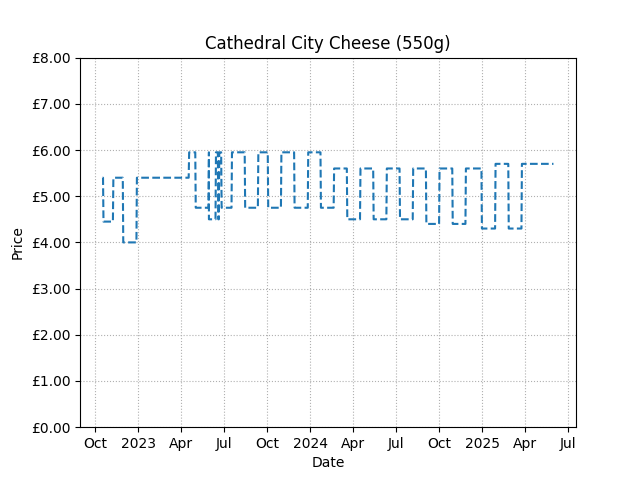 Cathedral City Cheese (550g)
£8.00
£7.00
£6.00
£5.00
£4.00
£3.00
£2.00
£1.00
£0.00
Price
Oct 2023 Apr Jul Oct 2024 Apr Jul Oct 2025 Apr Jul
Date